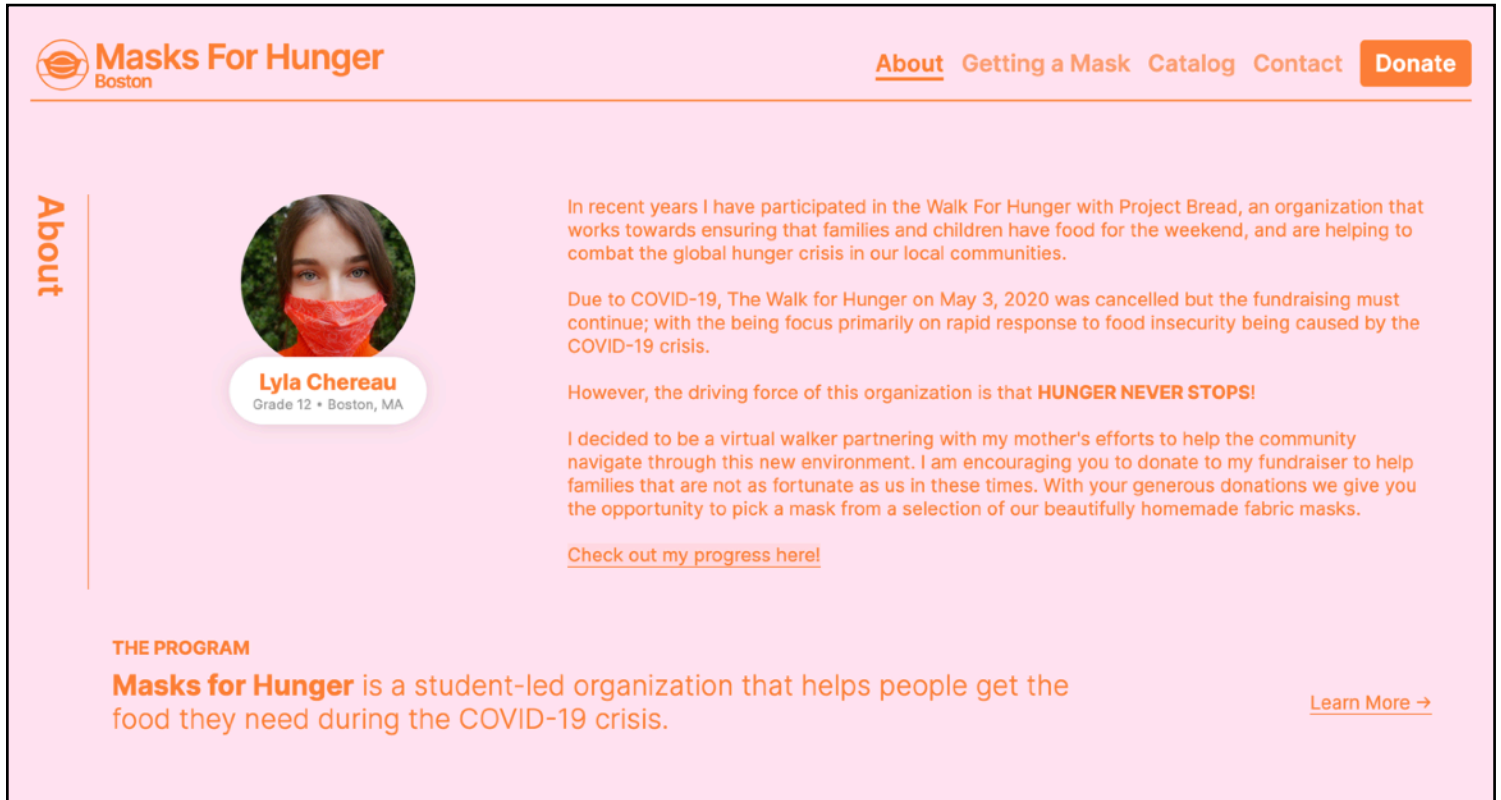 Masks For Hunger
Boston
About Getting a Mask Catalog Contact Donate
About
Lyla Chereau
Grade 12 • Boston, MA
In recent years I have participated in the Walk For Hunger with Project Bread, an organization that
works towards ensuring that families and children have food for the weekend, and are helping to
combat the global hunger crisis in our local communities.
Due to COVID-19, The Walk for Hunger on May 3, 2020 was cancelled but the fundraising must
continue; with the being focus primarily on rapid response to food insecurity being caused by the
COVID-19 crisis.
However, the driving force of this organization is that HUNGER NEVER STOPS!
I decided to be a virtual walker partnering with my mother's efforts to help the community
navigate through this new environment. I am encouraging you to donate to my fundraiser to help
families that are not as fortunate as us in these times. With your generous donations we give you
the opportunity to pick a mask from a selection of our beautifully homemade fabric masks.
Check out my progress here!
THE PROGRAM
Masks for Hunger is a student-led organization that helps people get the
food they need during the COVID-19 crisis.
Learn More →